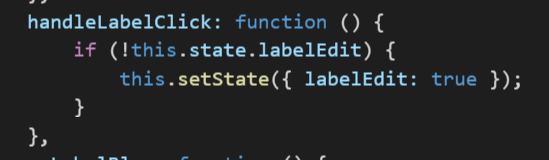 handleLabelClick: function () {
if (!this.state.labelEdit) {
this.setState({ labelEdit: true });
}
},